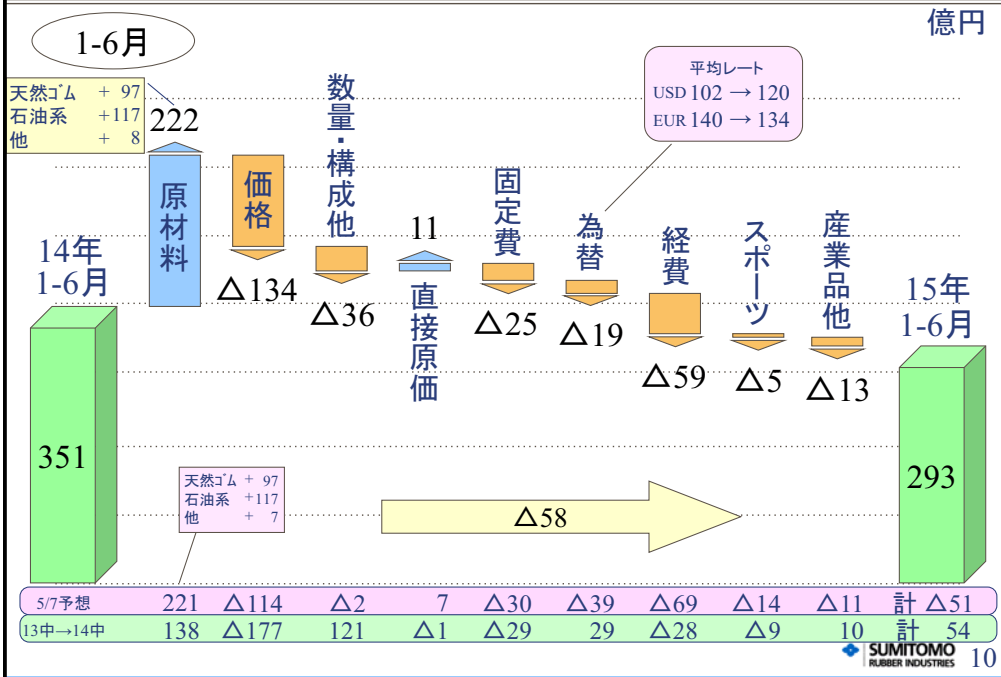 億円
1-6月
天然ｺﾞﾑ + 97
石油系 +117
他 + 8
平均レート
USD 102 → 120
EUR 140 → 134
14年
1-6月
351
222
原材料
価格
△134
数量・構成他
△36
11
直接原価
固定費
△25
為替
△19
経費
△59
スポーツ
△5
産業品他
△13
15年
1-6月
293
天然ｺﾞﾑ + 97
石油系 +117
他 + 7
△58
5/7予想 221 △114 △2 7 △30 △39 △69 △14 △11 計 △51
13中→14中 138 △177 121 △1 △29 29 △28 △9 10 計 54
SUMITOMO
RUBBER INDUSTRIES
10